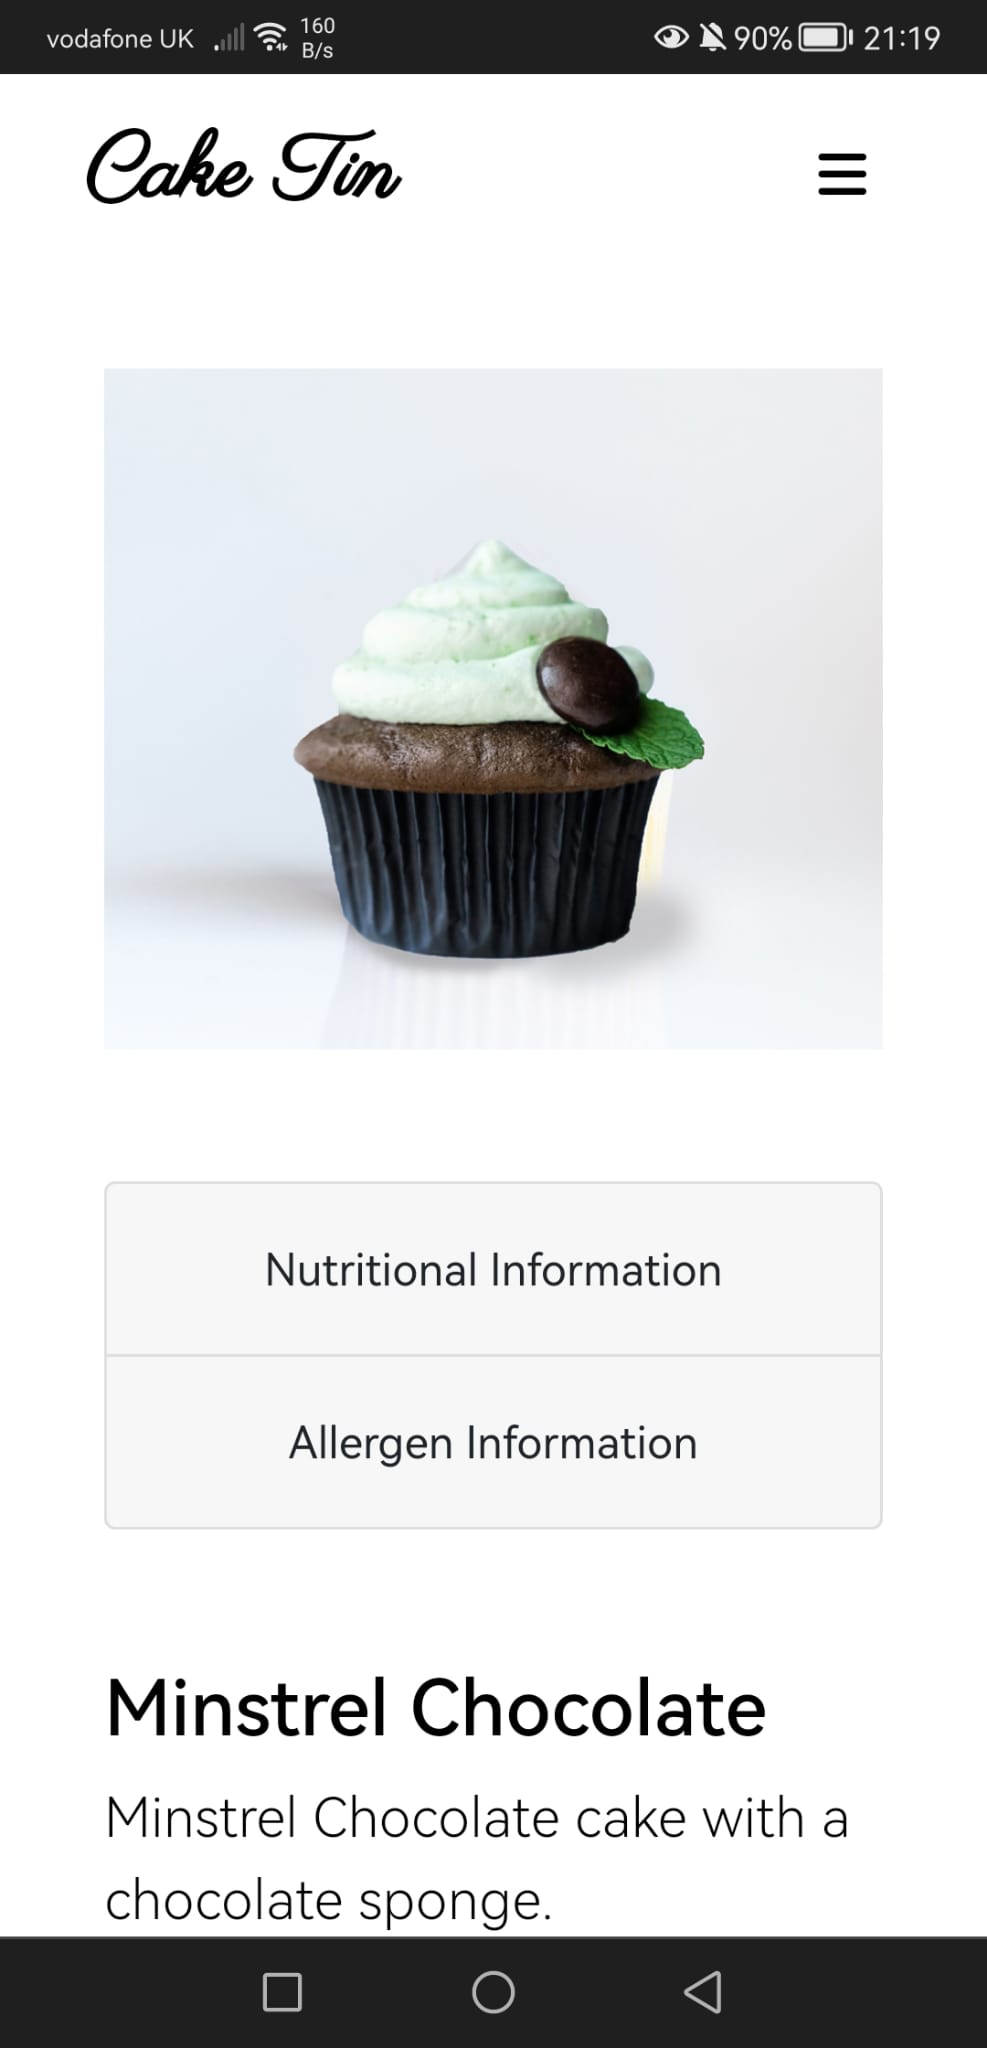 vodafone UK 160 B/s 90% 21:19
Cake Tin
Nutritional Information
Allergen Information
Minstrel Chocolate
Minstrel Chocolate cake with a
chocolate sponge.